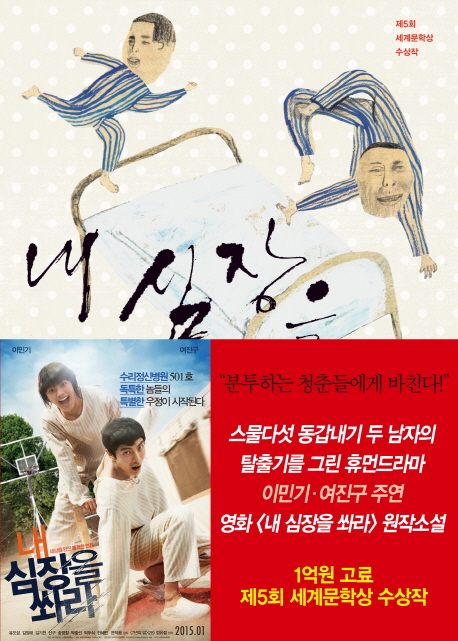 제5회
세계문학상
수상작
내 심장을
이민기
여진구
수리정신병원 501호
독특한 놈들의
특별한 우정이 시작된다
내
심장을
쏴라
2015.01
“분투하는 청춘들에게 바친다!”
스물다섯 동갑내기 두 남자의
탈출기를 그린 휴먼드라마
이민기·여진구 주연
영화 〈내 심장을 쏴라〉 원작소설
1억원 고료
제5회 세계문학상 수상작